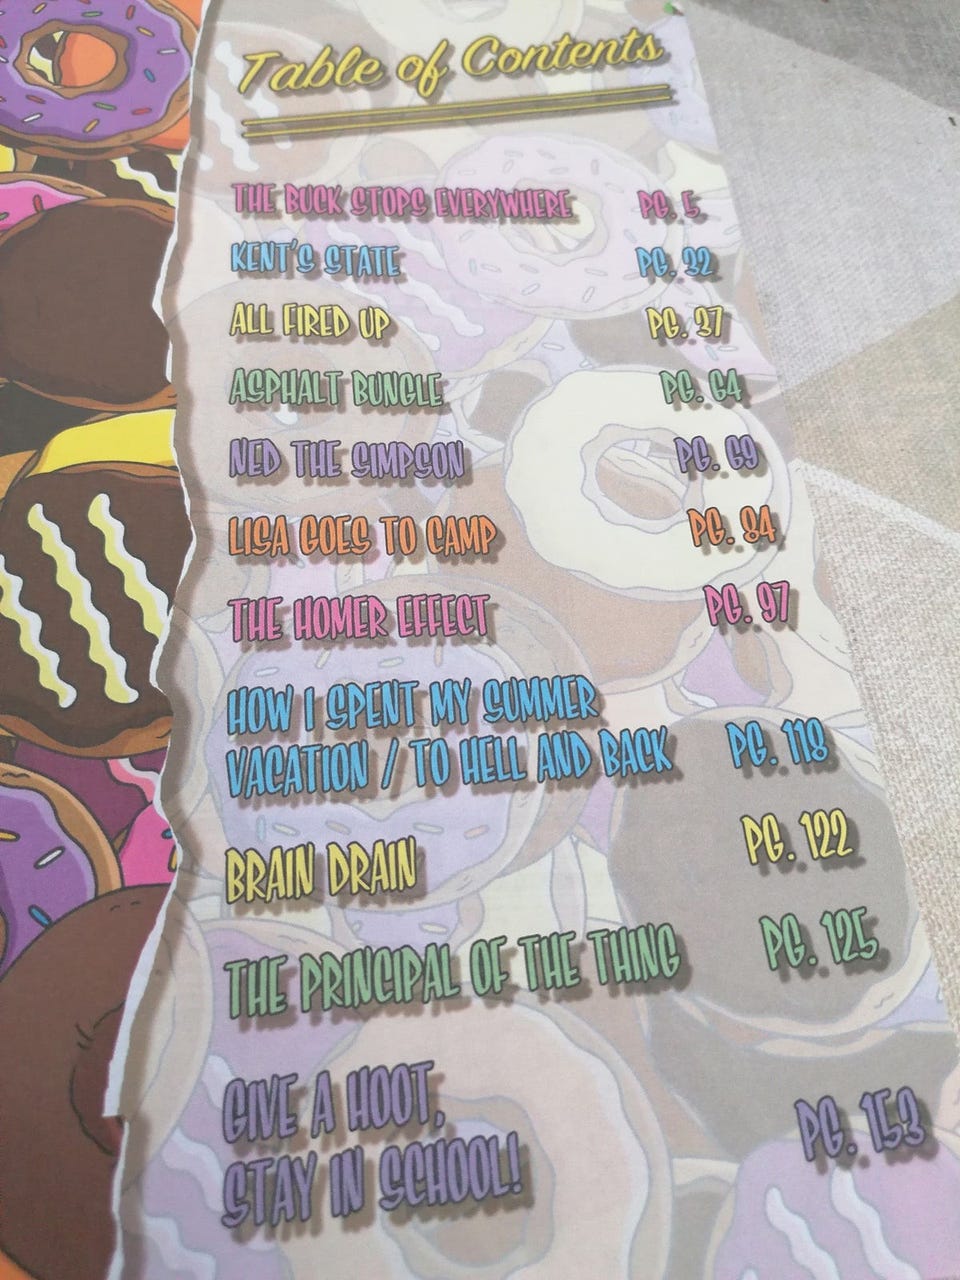 Table of Contents
THE BUCK STOPS EVERYWHERE PG. 5
KENT'S STATE PG. 32
ALL FIRED UP PG. 37
ASPHALT BUNGLE PG. 64
NED THE SIMPSON PG. 69
LISA GOES TO CAMP PG. 84
THE HOMER EFFECT PG. 97
HOW I SPENT MY SUMMER
VACATION / TO HELL AND BACK PG. 118
BRAIN DRAIN PG. 122
THE PRINCIPAL OF THE THING PG. 125
GIVE A HOOT,
STAY IN SCHOOL! PG. 153